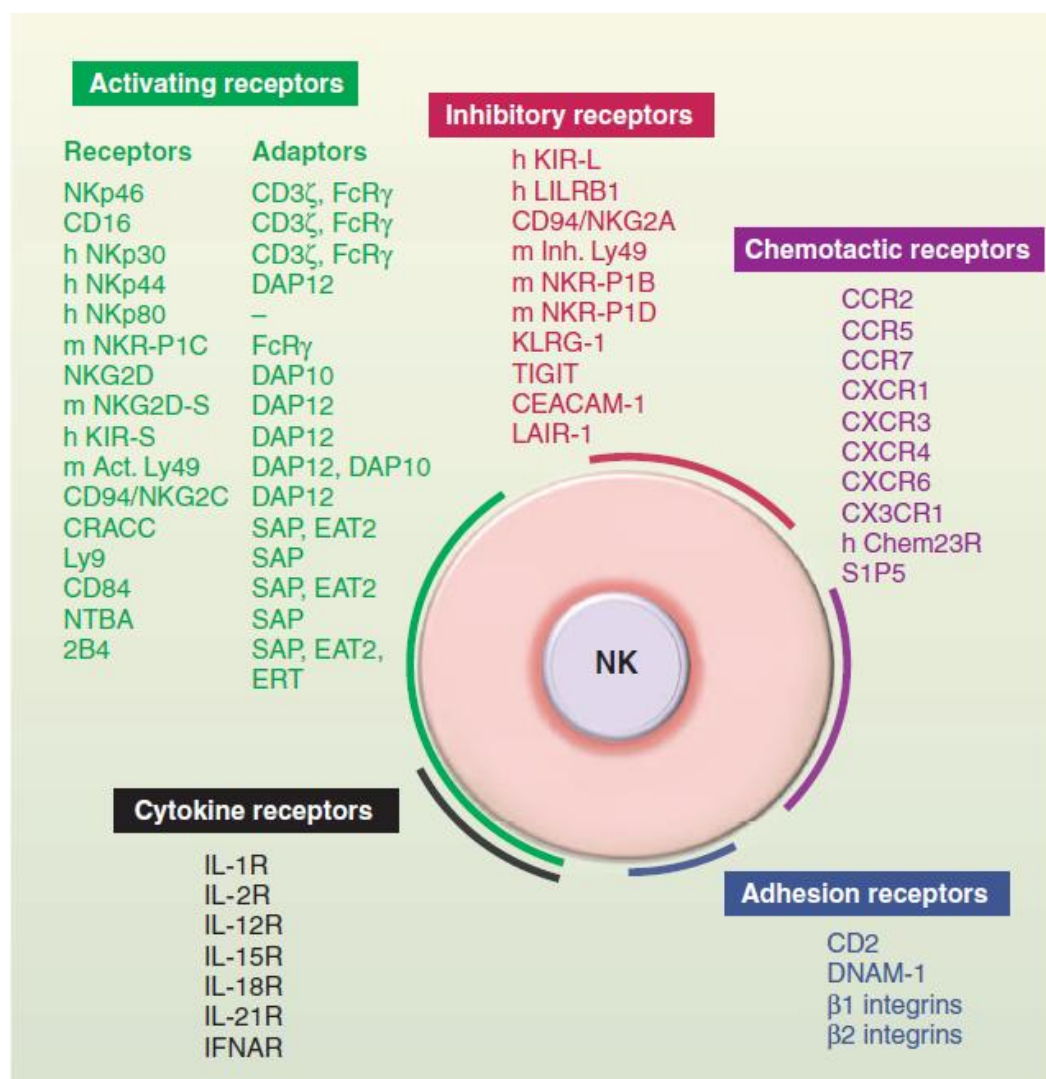 Activating receptors
Receptors Adaptors
NKp46 CD3ζ, FcRγ
CD16 CD3ζ, FcRγ
h NKp30 CD3ζ, FcRγ
h NKp44 DAP12
h NKp80 –
m NKR-P1C FcRγ
NKG2D DAP10
m NKG2D-S DAP12
h KIR-S DAP12
m Act. Ly49 DAP12, DAP10
CD94/NKG2C DAP12
CRACC SAP, EAT2
Ly9 SAP
CD84 SAP, EAT2
NTBA SAP
2B4 SAP, EAT2,
ERT
Inhibitory receptors
h KIR-L
h LILRB1
CD94/NKG2A
m Inh. Ly49
m NKR-P1B
m NKR-P1D
KLRG-1
TIGIT
CEACAM-1
LAIR-1
Chemotactic receptors
CCR2
CCR5
CCR7
CXCR1
CXCR3
CXCR4
CXCR6
CX3CR1
h Chem23R
S1P5
NK
Cytokine receptors
IL-1R
IL-2R
IL-12R
IL-15R
IL-18R
IL-21R
IFNAR
Adhesion receptors
CD2
DNAM-1
β1 integrins
β2 integrins